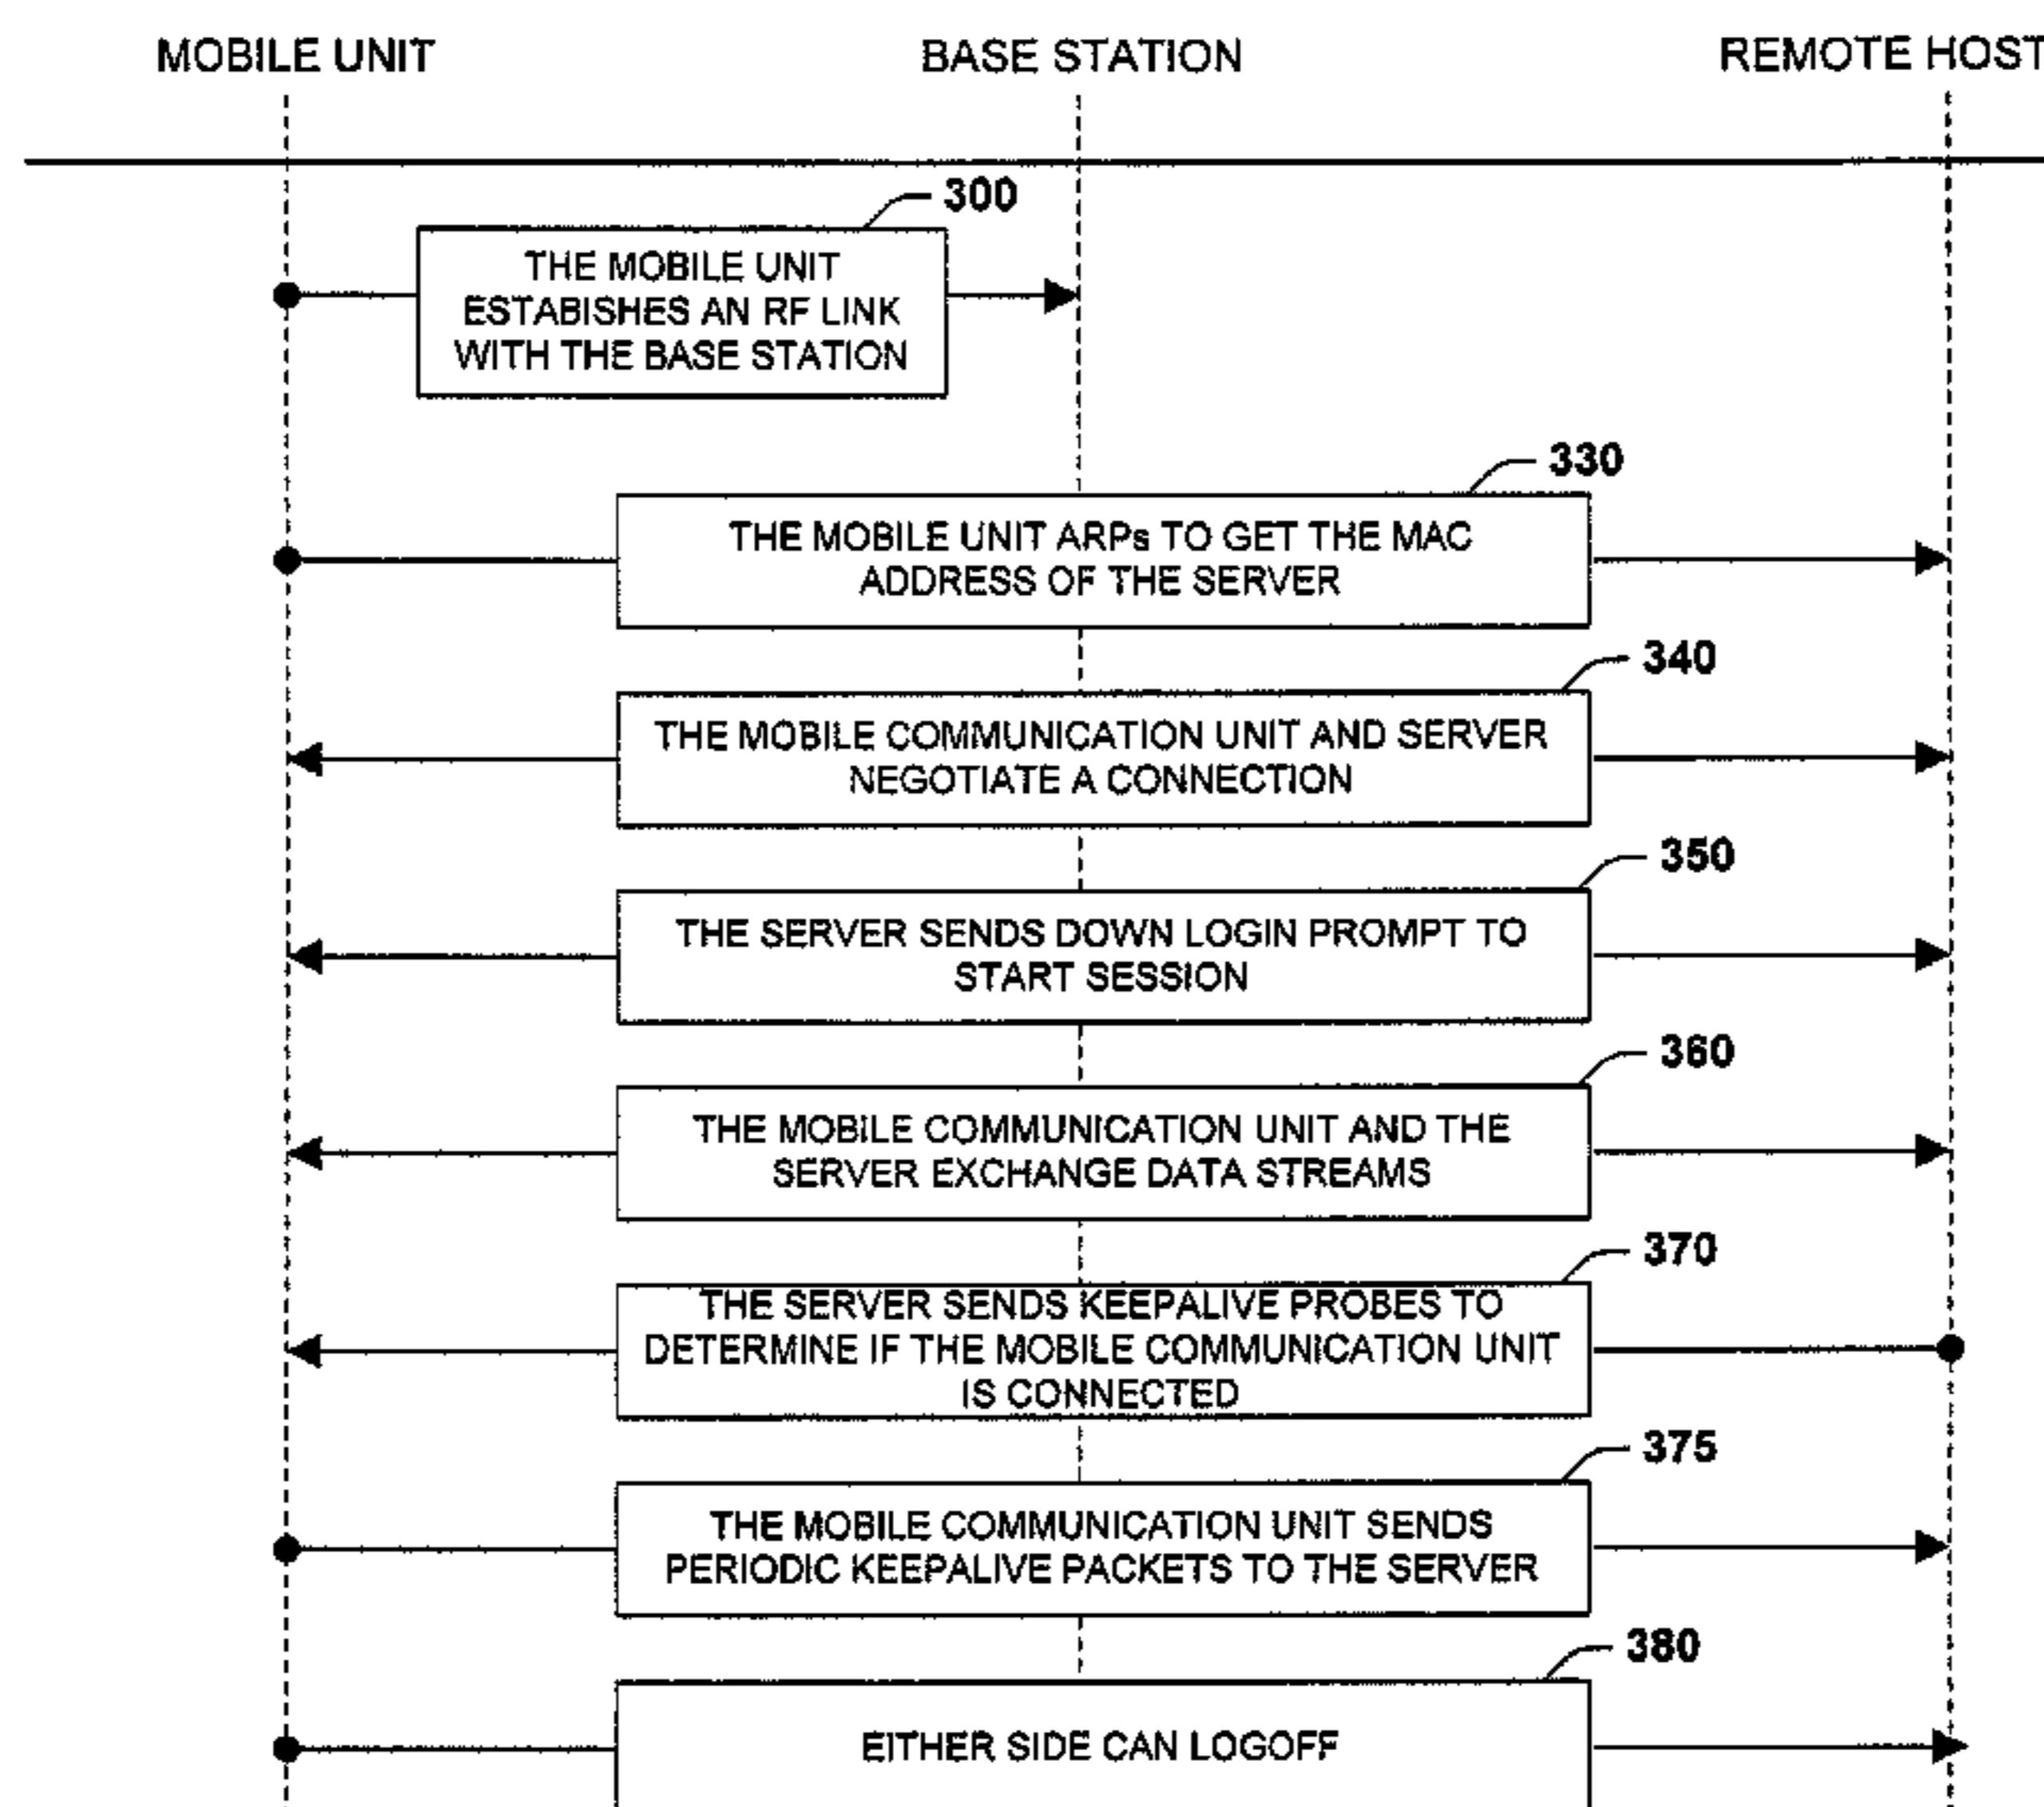 MOBILE UNIT
BASE STATION
REMOTE HOST
300
THE MOBILE UNIT
ESTABISHES AN RF LINK
WITH THE BASE STATION
330
THE MOBILE UNIT ARPs TO GET THE MAC
ADDRESS OF THE SERVER
340
THE MOBILE COMMUNICATION UNIT AND SERVER
NEGOTIATE A CONNECTION
350
THE SERVER SENDS DOWN LOGIN PROMPT TO
START SESSION
360
THE MOBILE COMMUNICATION UNIT AND THE
SERVER EXCHANGE DATA STREAMS
370
THE SERVER SENDS KEEPALIVE PROBES TO
DETERMINE IF THE MOBILE COMMUNICATION UNIT
IS CONNECTED
375
THE MOBILE COMMUNICATION UNIT SENDS
PERIODIC KEEPALIVE PACKETS TO THE SERVER
380
EITHER SIDE CAN LOGOFF